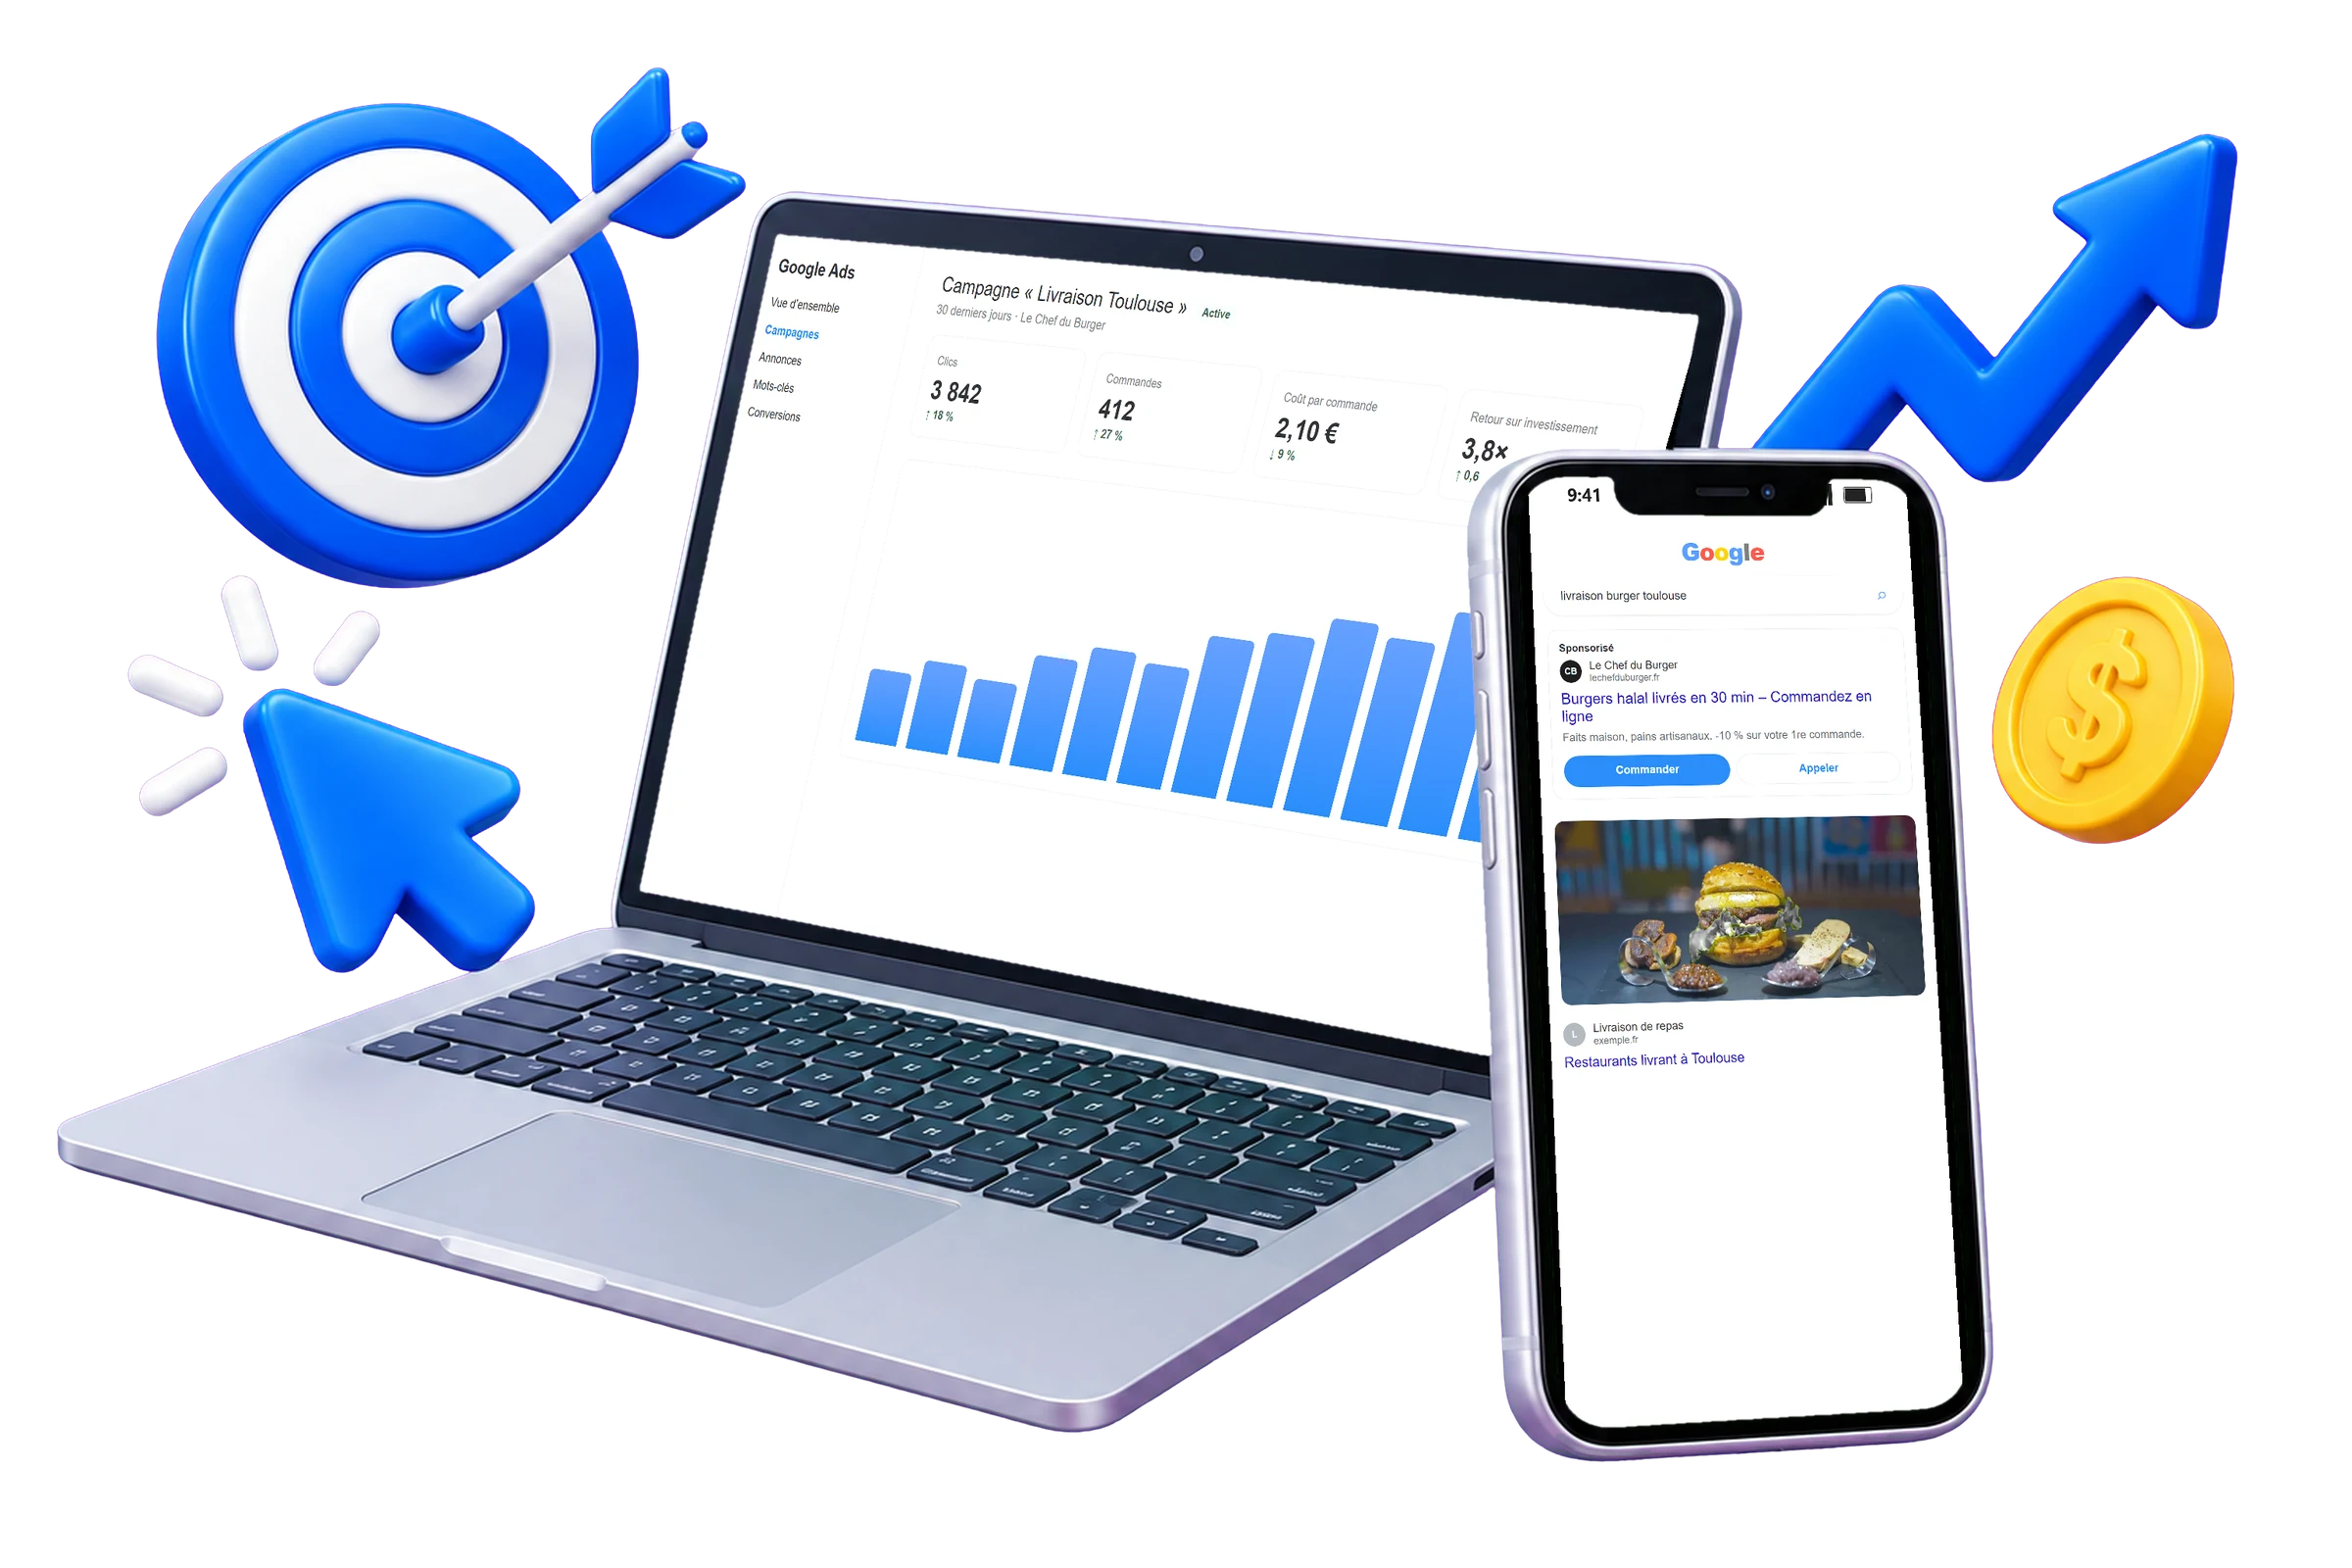 Google Ads
Vue d'ensemble
Campagnes
Annonces
Mots-clés
Conversions
Campagne « Livraison Toulouse » Active
30 derniers jours · Le Chef du Burger
Clics
3 842
↑ 18 %
Commandes
412
↑ 27 %
Coût par commande
2,10 €
↓ 9 %
Retour sur investissement
3,8×
↑ 0,6
9:41
Google
livraison burger toulouse
Sponsorisé
CB
Le Chef du Burger
lechefduburger.fr
Burgers halal livrés en 30 min – Commandez en
ligne
Faits maison, pains artisanaux. -10 % sur votre 1re commande.
Commander
Appeler
L
Livraison de repas
exemple.fr
Restaurants livrant à Toulouse
$